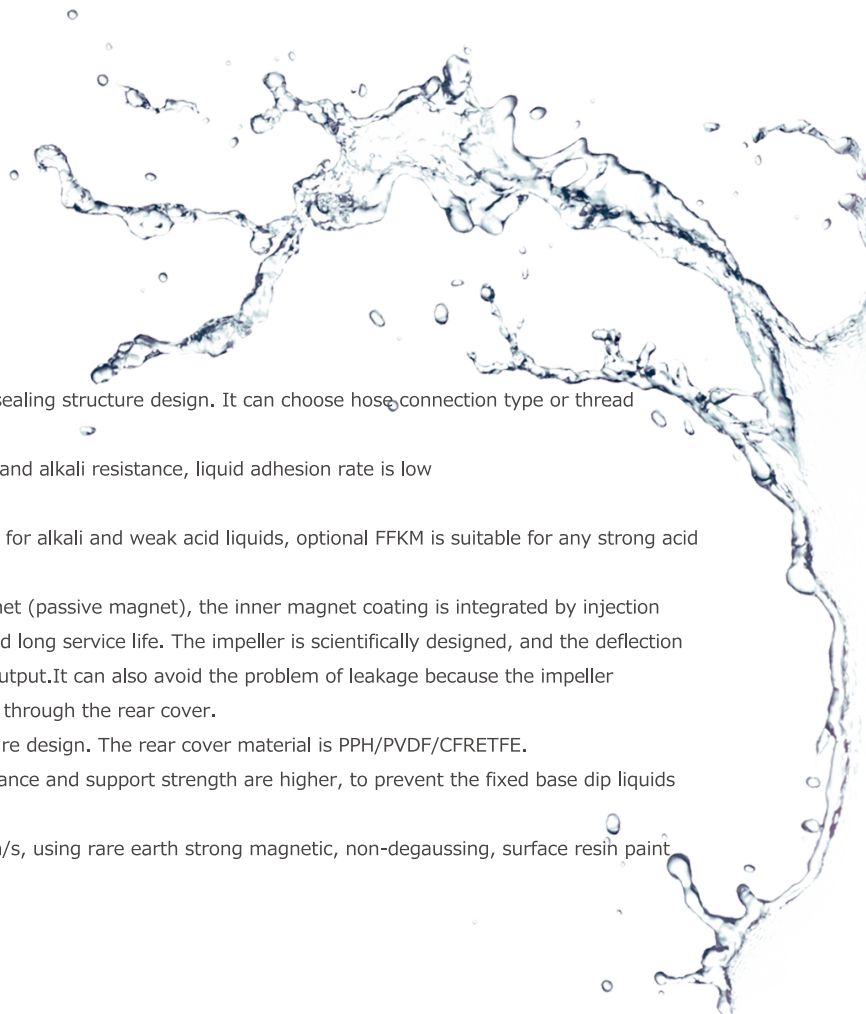 sealing structure design. It can choose hose connection type or thread
and alkali resistance, liquid adhesion rate is low
for alkali and weak acid liquids, optional FFKM is suitable for any strong acid
net (passive magnet), the inner magnet coating is integrated by injection
d long service life. The impeller is scientifically designed, and the deflection
utput.It can also avoid the problem of leakage because the impeller
through the rear cover.
re design. The rear cover material is PPH/PVDF/CFRETFE.
ance and support strength are higher, to prevent the fixed base dip liquids
/s, using rare earth strong magnetic, non-degaussing, surface resin paint